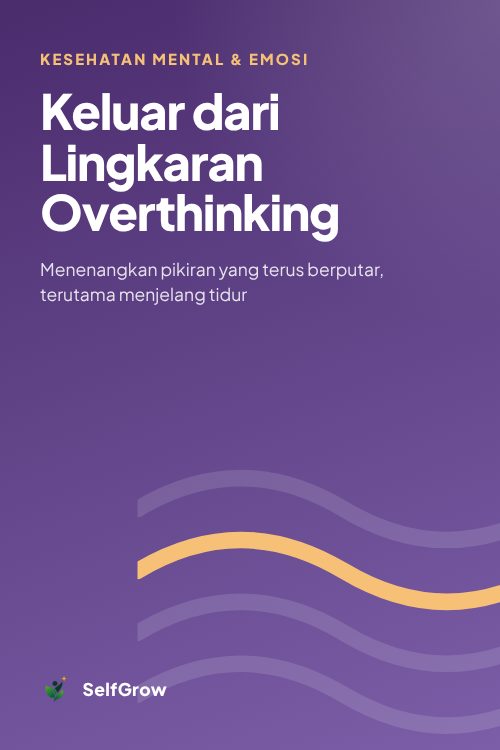 KESEHATAN MENTAL & EMOSI
Keluar dari
Lingkaran
Overthinking
Menenangkan pikiran yang terus berputar,
terutama menjelang tidur
SelfGrow